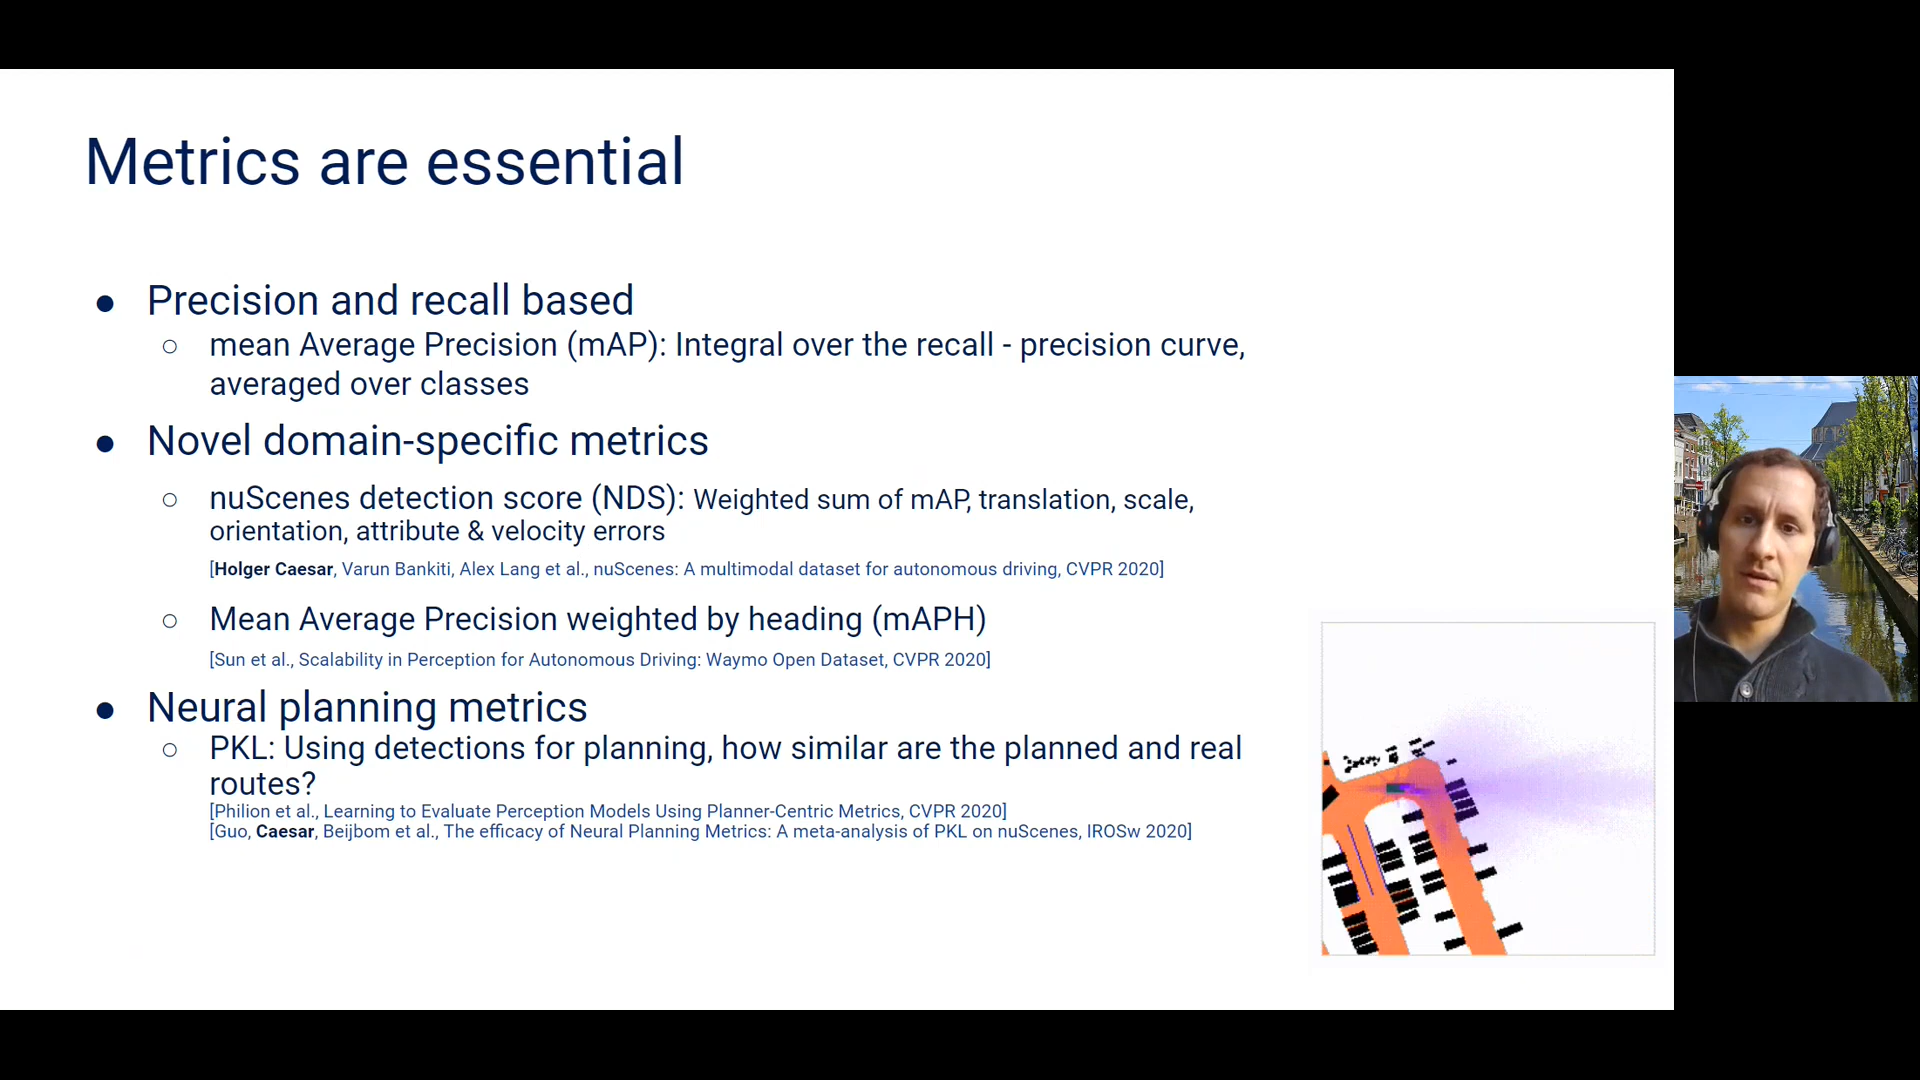 Metrics are essential
● Precision and recall based
○ mean Average Precision (mAP): Integral over the recall - precision curve,
averaged over classes
● Novel domain-specific metrics
○ nuScenes detection score (NDS): Weighted sum of mAP, translation, scale,
orientation, attribute & velocity errors
[Holger Caesar, Varun Bankiti, Alex Lang et al., nuScenes: A multimodal dataset for autonomous driving, CVPR 2020]
○ Mean Average Precision weighted by heading (mAPH)
[Sun et al., Scalability in Perception for Autonomous Driving: Waymo Open Dataset, CVPR 2020]
● Neural planning metrics
○ PKL: Using detections for planning, how similar are the planned and real
routes?
[Philion et al., Learning to Evaluate Perception Models Using Planner-Centric Metrics, CVPR 2020]
[Guo, Caesar, Beijbom et al., The efficacy of Neural Planning Metrics: A meta-analysis of PKL on nuScenes, IROSw 2020]